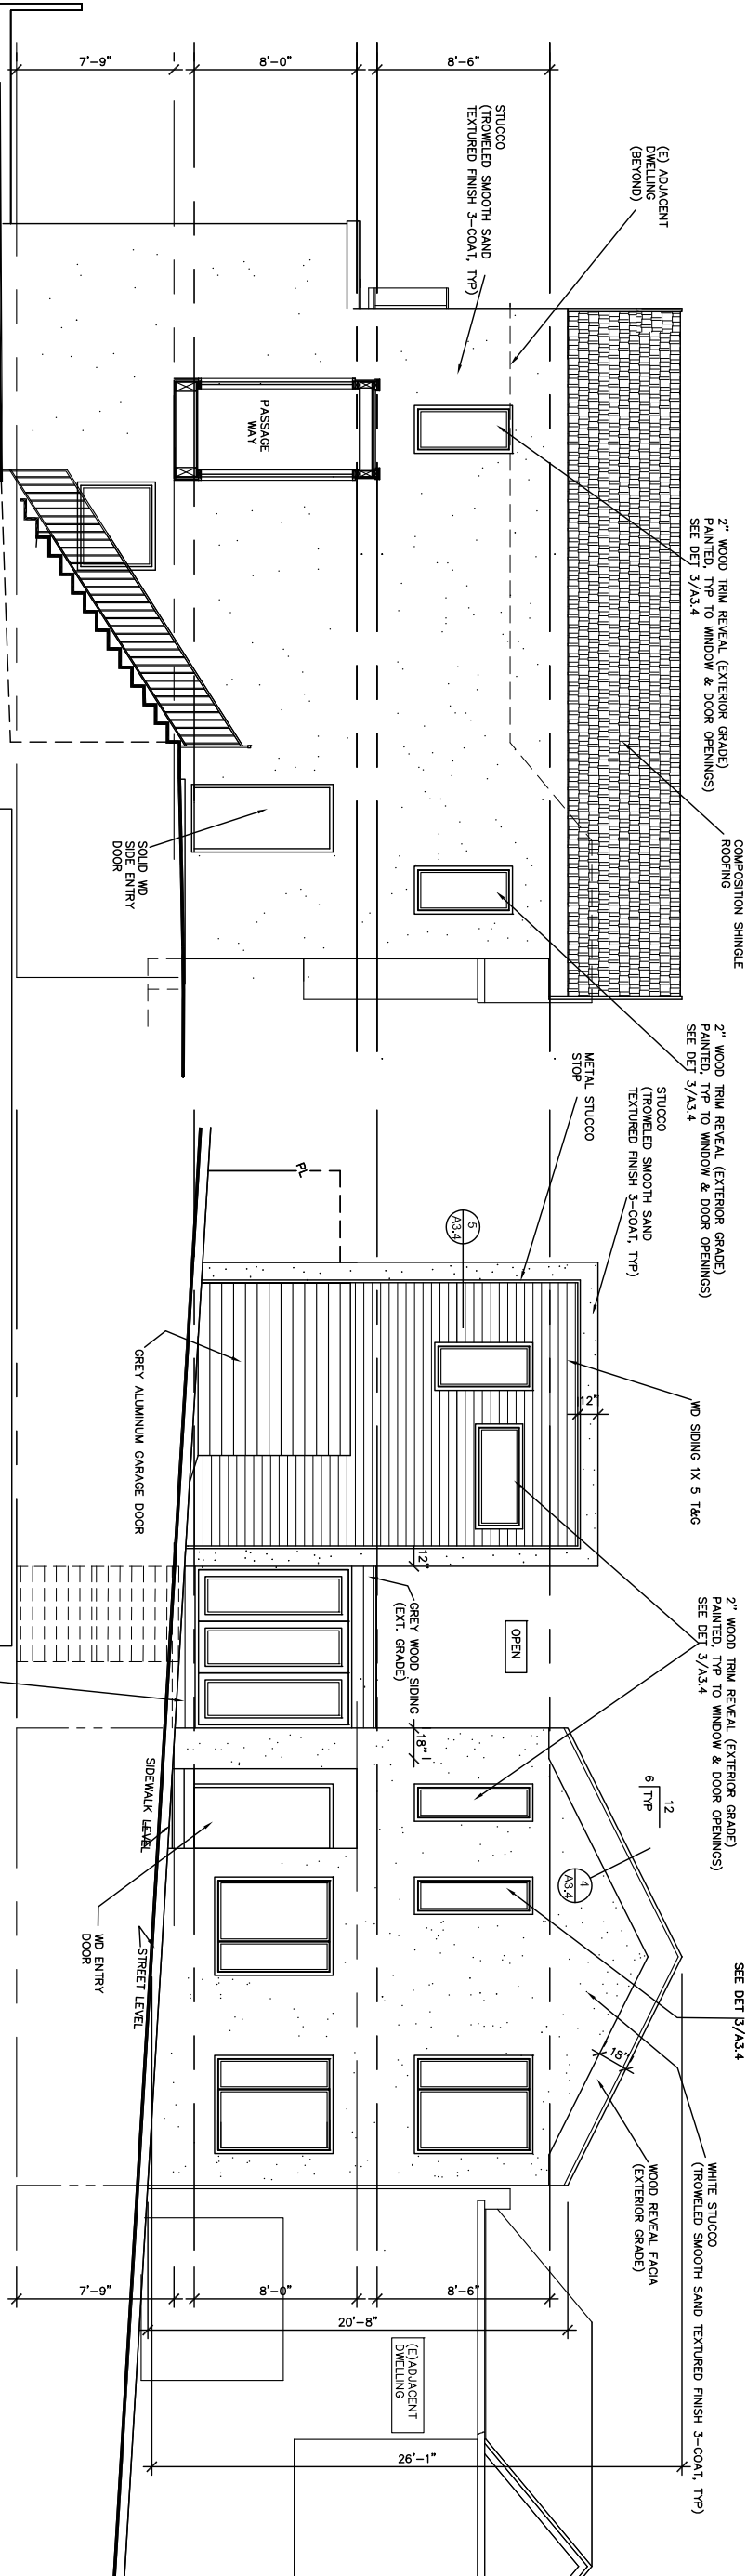 7'-9"
8'-0"
8'-6"
(E) ADJACENT
DWELLING
(BEYOND)
STUCCO
(TROWELED SMOOTH SAND
TEXTURED FINISH 3-COAT, TYP)
2" WOOD TRIM REVEAL (EXTERIOR GRADE)
PAINTED, TYP TO WINDOW & DOOR OPENINGS)
SEE DET 3/A3.4
COMPOSITION SHINGLE
ROOFING
PASSAGE
WAY
SOLID WD
SIDE ENTRY
DOOR
2" WOOD TRIM REVEAL (EXTERIOR GRADE)
PAINTED, TYP TO WINDOW & DOOR OPENINGS)
SEE DET 3/A3.4
STUCCO
(TROWELED SMOOTH SAND
TEXTURED FINISH 3-COAT, TYP)
METAL STUCCO
STOP
PL
5
A3.4
WD SIDING 1X 5 T&G
12"
GREY ALUMINUM GARAGE DOOR
12"
GREY WOOD SIDING
(EXT. GRADE)
OPEN
18"
2" WOOD TRIM REVEAL (EXTERIOR GRADE)
PAINTED, TYP TO WINDOW & DOOR OPENINGS)
SEE DET 3/A3.4
12
6 TYP
4
A3.4
SEE DET 3/A3.4
SIDEWALK LEVEL
STREET LEVEL
WD ENTRY
DOOR
18"
WHITE STUCCO
(TROWELED SMOOTH SAND TEXTURED FINISH 3-COAT, TYP)
WOOD REVEAL FACIA
(EXTERIOR GRADE)
7'-9"
8'-0"
8'-6"
20'-8"
(E)ADJACENT
DWELLING
26'-1"